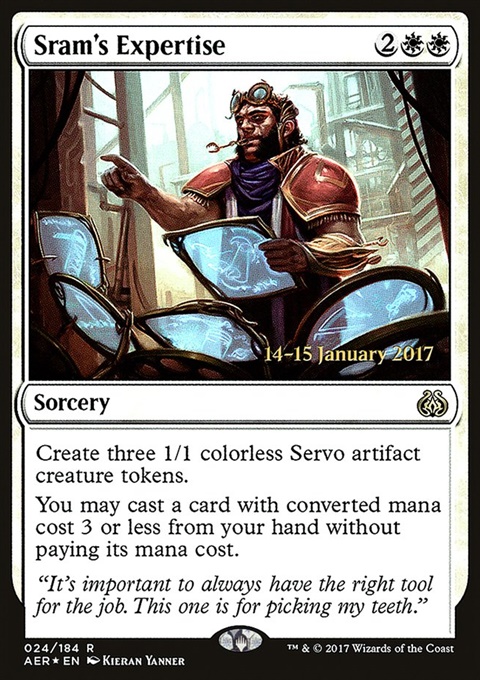 Sram's Expertise 2
14-15 January 2017
Sorcery
Create three 1/1 colorless Servo artifact
creature tokens.
You may cast a card with converted mana
cost 3 or less from your hand without
paying its mana cost.
“It's important to always have the right tool
for the job. This one is for picking my teeth.”
024/184 R
AER★EN Kieran Yanner
™ & © 2017 Wizards of the Coast